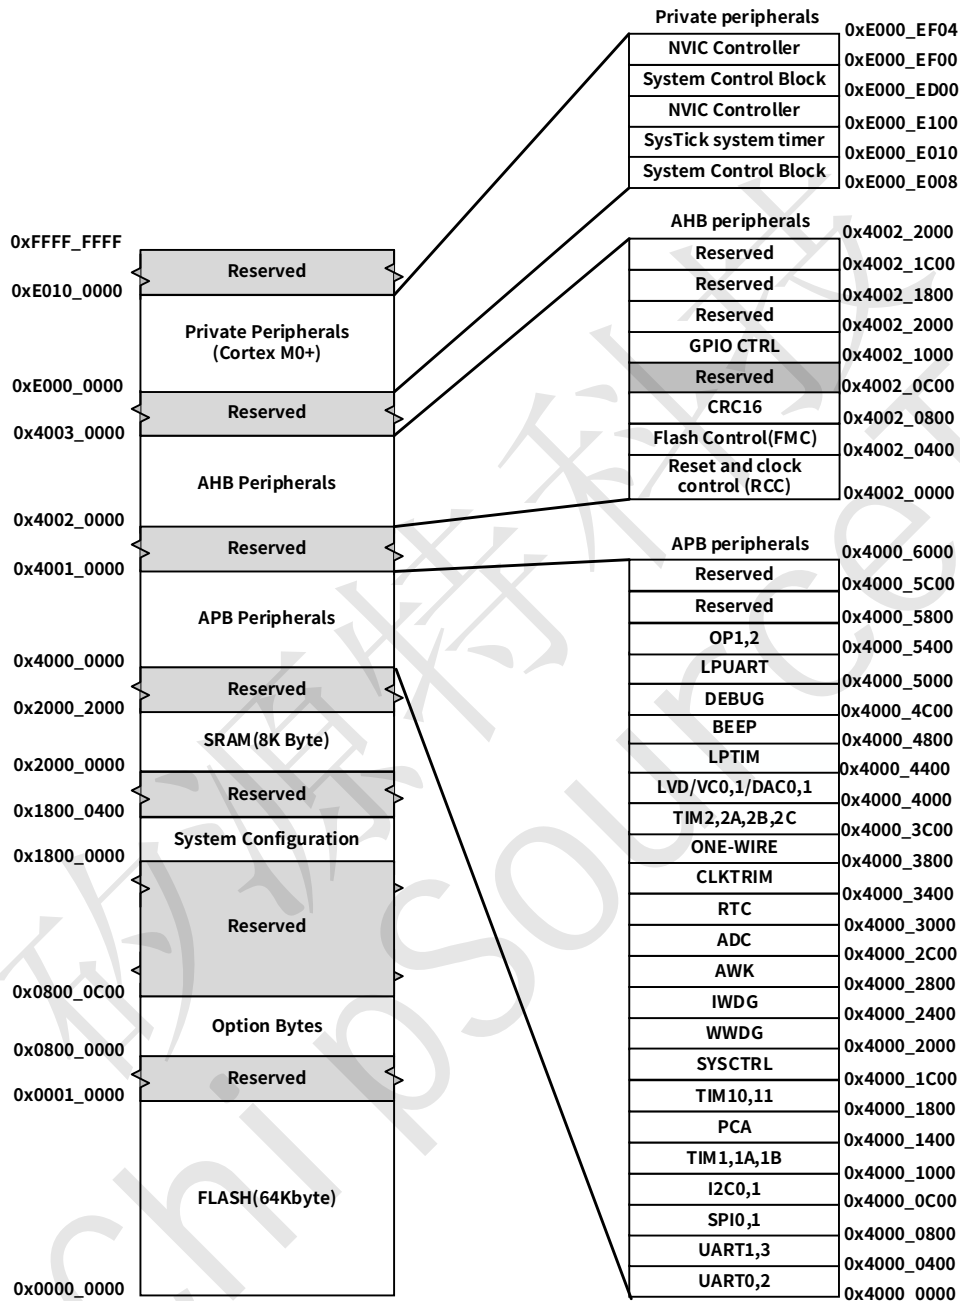 Private peripherals
0xE000_EF04
NVIC Controller
0xE000_EF00
System Control Block
0xE000_ED00
NVIC Controller
0xE000_E100
SysTick system timer
0xE000_E010
System Control Block
0xE000_E008
AHB peripherals
0x4002_2000
Reserved
0x4002_1C00
Reserved
0x4002_1800
Reserved
0x4002_2000
GPIO CTRL
0x4002_1000
Reserved
0x4002_0C00
CRC16
0x4002_0800
Flash Control(FMC)
0x4002_0400
Reset and clock
control (RCC)
0x4002_0000
APB peripherals
0x4000_6000
Reserved
0x4000_5C00
Reserved
0x4000_5800
OP1,2
0x4000_5400
LPUART
0x4000_5000
DEBUG
0x4000_4C00
BEEP
0x4000_4800
LPTIM
0x4000_4400
LVD/VC0,1/DAC0,1
0x4000_4000
TIM2,2A,2B,2C
0x4000_3C00
ONE-WIRE
0x4000_3800
CLKTRIM
0x4000_3400
RTC
0x4000_3000
ADC
0x4000_2C00
AWK
0x4000_2800
IWDG
0x4000_2400
WWDG
0x4000_2000
SYSCTRL
0x4000_1C00
TIM10,11
0x4000_1800
PCA
0x4000_1400
TIM1,1A,1B
0x4000_1000
I2C0,1
0x4000_0C00
SPI0,1
0x4000_0800
UART1,3
0x4000_0400
UART0,2
0x4000_0000
0xFFFF_FFFF
Reserved
0xE010_0000
Private Peripherals
(Cortex M0+)
0xE000_0000
Reserved
0x4003_0000
AHB Peripherals
0x4002_0000
Reserved
0x4001_0000
APB Peripherals
0x4000_0000
Reserved
0x2000_2000
SRAM(8K Byte)
0x2000_0000
Reserved
0x1800_0400
System Configuration
0x1800_0000
Reserved
0x0800_0C00
Option Bytes
0x0800_0000
Reserved
0x0001_0000
FLASH(64Kbyte)
0x0000_0000
矽源特科技
ChipSourceT